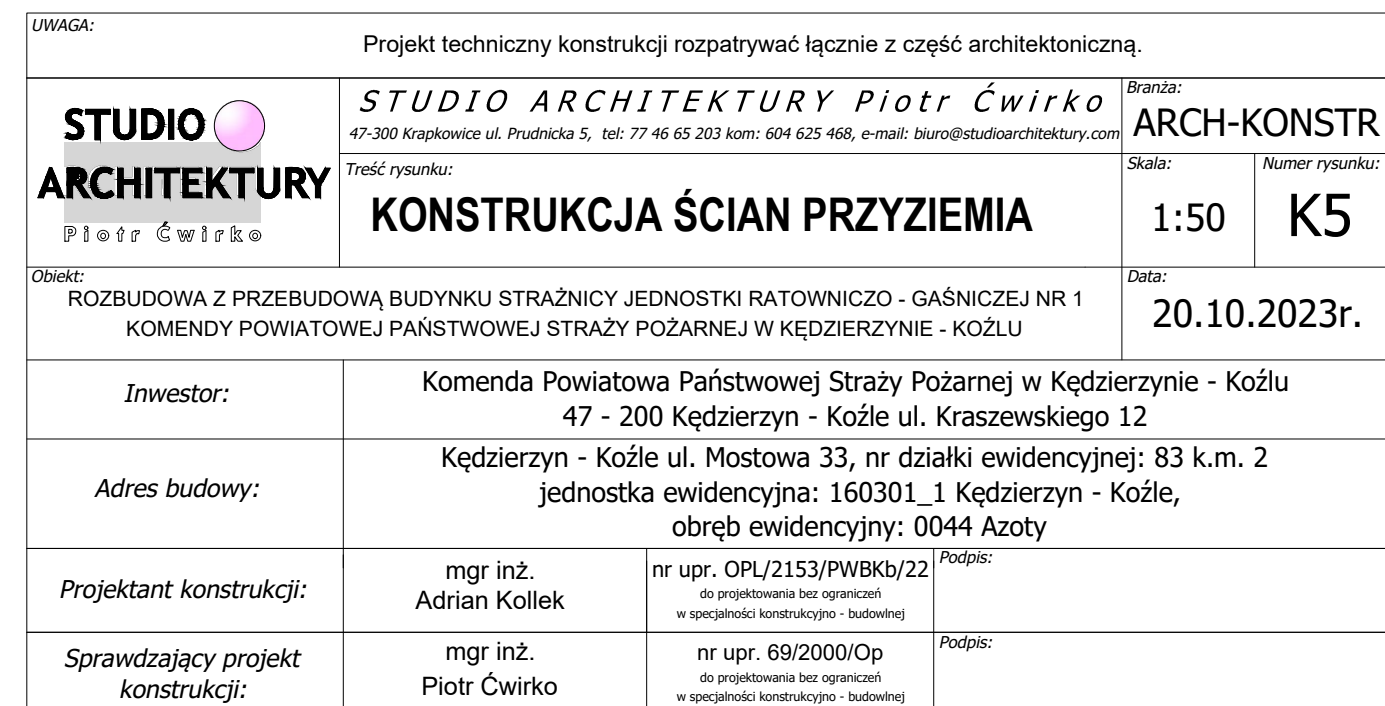 UWAGA:
Projekt techniczny konstrukcji rozpatrywać łącznie z część architektoniczną.
STUDIO
ARCHITEKTURY
Piotr Ćwirko
STUDIO ARCHITEKTURY Piotr Ćwirko
47-300 Krapkowice ul. Prudnicka 5, tel: 77 46 65 203 kom: 604 625 468, e-mail: biuro@studioarchitektury.com
Branża:
ARCH-KONSTR
Treść rysunku:
KONSTRUKCJA ŚCIAN PRZYZIEMIA
Skala:
1:50
Numer rysunku:
K5
Obiekt:
ROZBUDOWA Z PRZEBUDOWĄ BUDYNKU STRAŻNICY JEDNOSTKI RATOWNICZO - GAŚNICZEJ NR 1
KOMENDY POWIATOWEJ PAŃSTWOWEJ STRAŻY POŻARNEJ W KĘDZIERZYNIE - KOŹLU
Data:
20.10.2023r.
Inwestor:
Komenda Powiatowa Państwowej Straży Pożarnej w Kędzierzynie - Koźlu
47 - 200 Kędzierzyn - Koźle ul. Kraszewskiego 12
Adres budowy:
Kędzierzyn - Koźle ul. Mostowa 33, nr działki ewidencyjnej: 83 k.m. 2
jednostka ewidencyjna: 160301_1 Kędzierzyn - Koźle,
obręb ewidencyjny: 0044 Azoty
Projektant konstrukcji:
mgr inż.
Adrian Kollek
nr upr. OPL/2153/PWBKb/22
do projektowania bez ograniczeń
w specjalności konstrukcyjno - budowlnej
Podpis:
Sprawdzający projekt
konstrukcji:
mgr inż.
Piotr Ćwirko
nr upr. 69/2000/Op
do projektowania bez ograniczeń
w specjalności konstrukcyjno - budowlnej
Podpis: